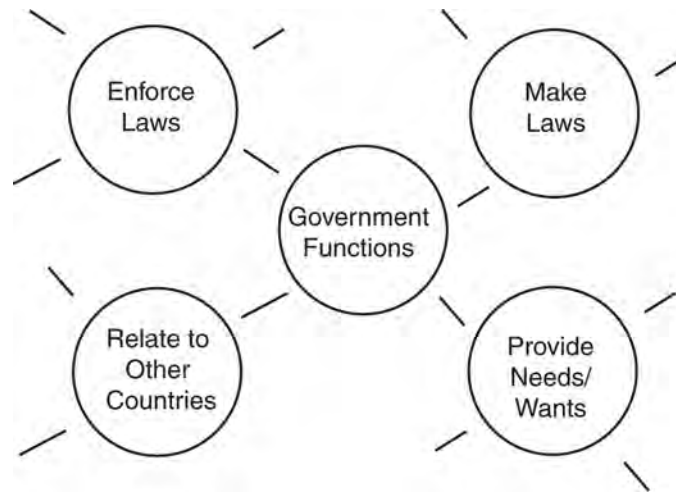 Enforce
Laws
Make
Laws
Government
Functions
Relate to
Other
Countries
Provide
Needs/
Wants